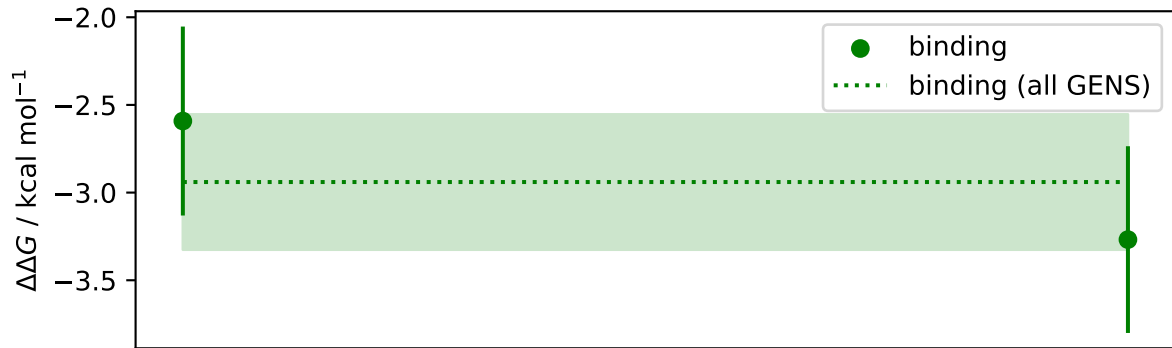 −2.0
−2.5
−3.0
−3.5
ΔΔG / kcal mol⁻¹
binding
binding (all GENS)